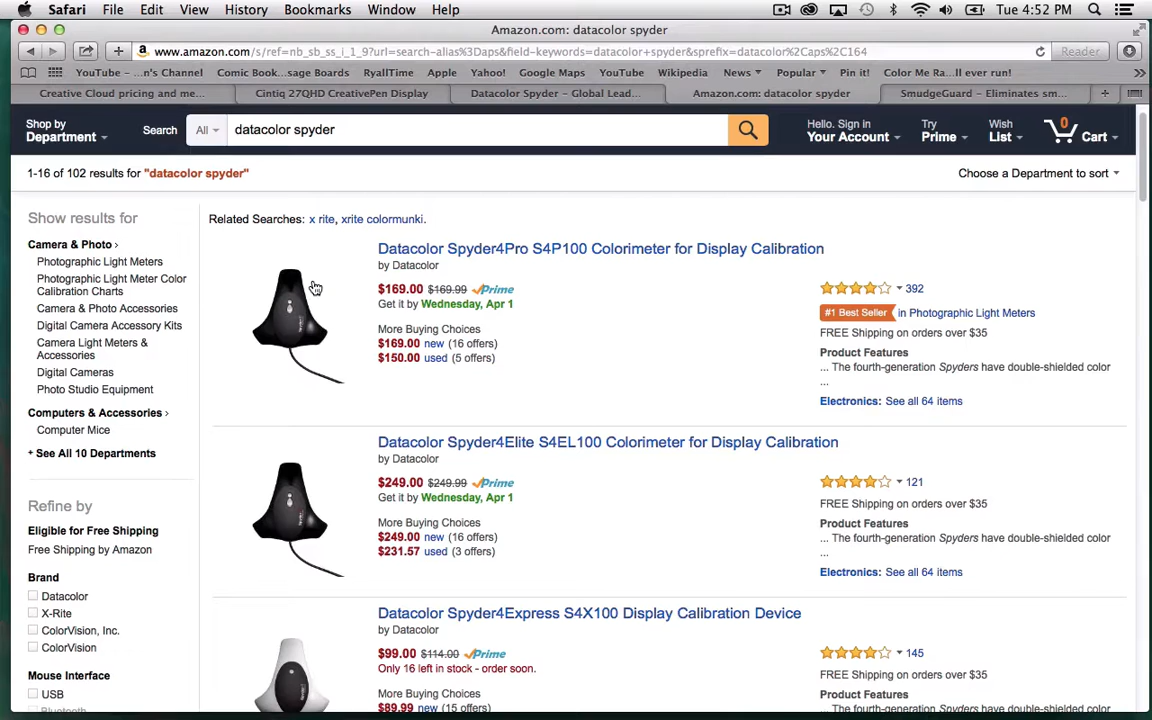 Safari File Edit View History Bookmarks Window Help Tue 4:52 PM
Amazon.com: datacolor spyder
www.amazon.com/s/ref=nb_sb_ss_i_1_9?url=search-alias%3Daps&field-keywords=datacolor+spyder&sprefix=datacolor%2Caps%2C164 Reader
YouTube - ...n's Channel Comic Book...sage Boards RyallTime Apple Yahoo! Google Maps YouTube Wikipedia News Popular Pin it! Color Me Ra...ll ever run!
Creative Cloud pricing and me... Cintiq 27QHD CreativePen Display Datacolor Spyder – Global Lead... Amazon.com: datacolor spyder SmudgeGuard – Eliminates sm...
Shop by Department
Search All datacolor spyder
Hello. Sign in Your Account
Try Prime
Wish List
0 Cart
1-16 of 102 results for "datacolor spyder" Choose a Department to sort
Show results for
Camera & Photo ›
Photographic Light Meters
Photographic Light Meter Color
Calibration Charts
Camera & Photo Accessories
Digital Camera Accessory Kits
Camera Light Meters &
Accessories
Digital Cameras
Photo Studio Equipment
Computers & Accessories ›
Computer Mice
+ See All 10 Departments
Refine by
Eligible for Free Shipping
Free Shipping by Amazon
Brand
Datacolor
X-Rite
ColorVision, Inc.
ColorVision
Mouse Interface
USB
Bluetooth
Related Searches: x rite, xrite colormunki.
Datacolor Spyder4Pro S4P100 Colorimeter for Display Calibration
by Datacolor
$169.00 $169.99 Prime
Get it by Wednesday, Apr 1
More Buying Choices
$169.00 new (16 offers)
$150.00 used (5 offers)
392
#1 Best Seller in Photographic Light Meters
FREE Shipping on orders over $35
Product Features
... The fourth-generation Spyders have double-shielded color
...
Electronics: See all 64 items
Datacolor Spyder4Elite S4EL100 Colorimeter for Display Calibration
by Datacolor
$249.00 $249.99 Prime
Get it by Wednesday, Apr 1
More Buying Choices
$249.00 new (16 offers)
$231.57 used (3 offers)
121
FREE Shipping on orders over $35
Product Features
... The fourth-generation Spyders have double-shielded color
...
Electronics: See all 64 items
Datacolor Spyder4Express S4X100 Display Calibration Device
by Datacolor
$99.00 $114.00 Prime
Only 16 left in stock - order soon.
More Buying Choices
$89.99 new (15 offers)
145
FREE Shipping on orders over $35
Product Features
... The fourth-generation Spyders have double-shielded color